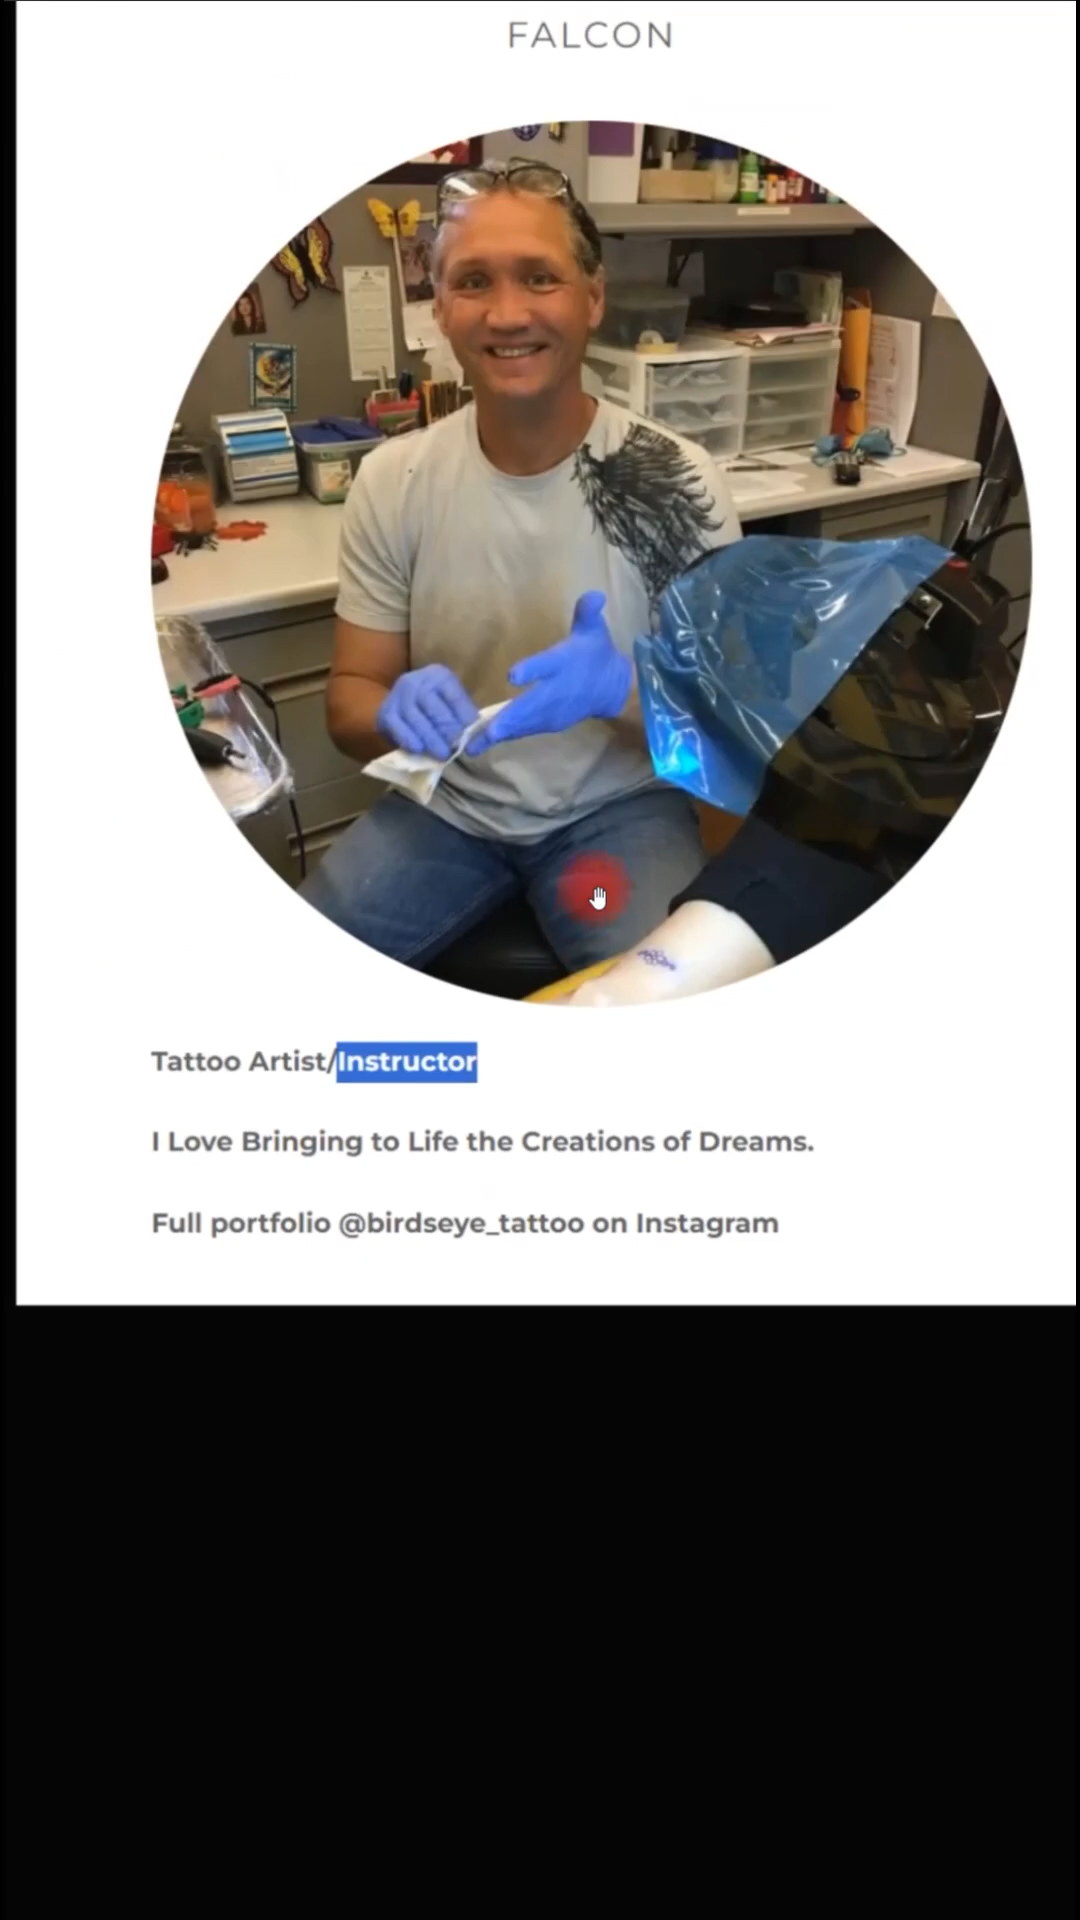 FALCON
Tattoo Artist/Instructor
I Love Bringing to Life the Creations of Dreams.
Full portfolio @birdseye_tattoo on Instagram